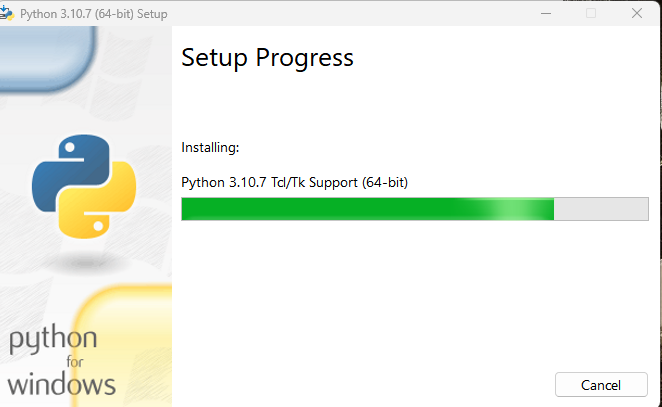 Python 3.10.7 (64-bit) Setup
Setup Progress
Installing:
Python 3.10.7 Tcl/Tk Support (64-bit)
python
for
windows
Cancel